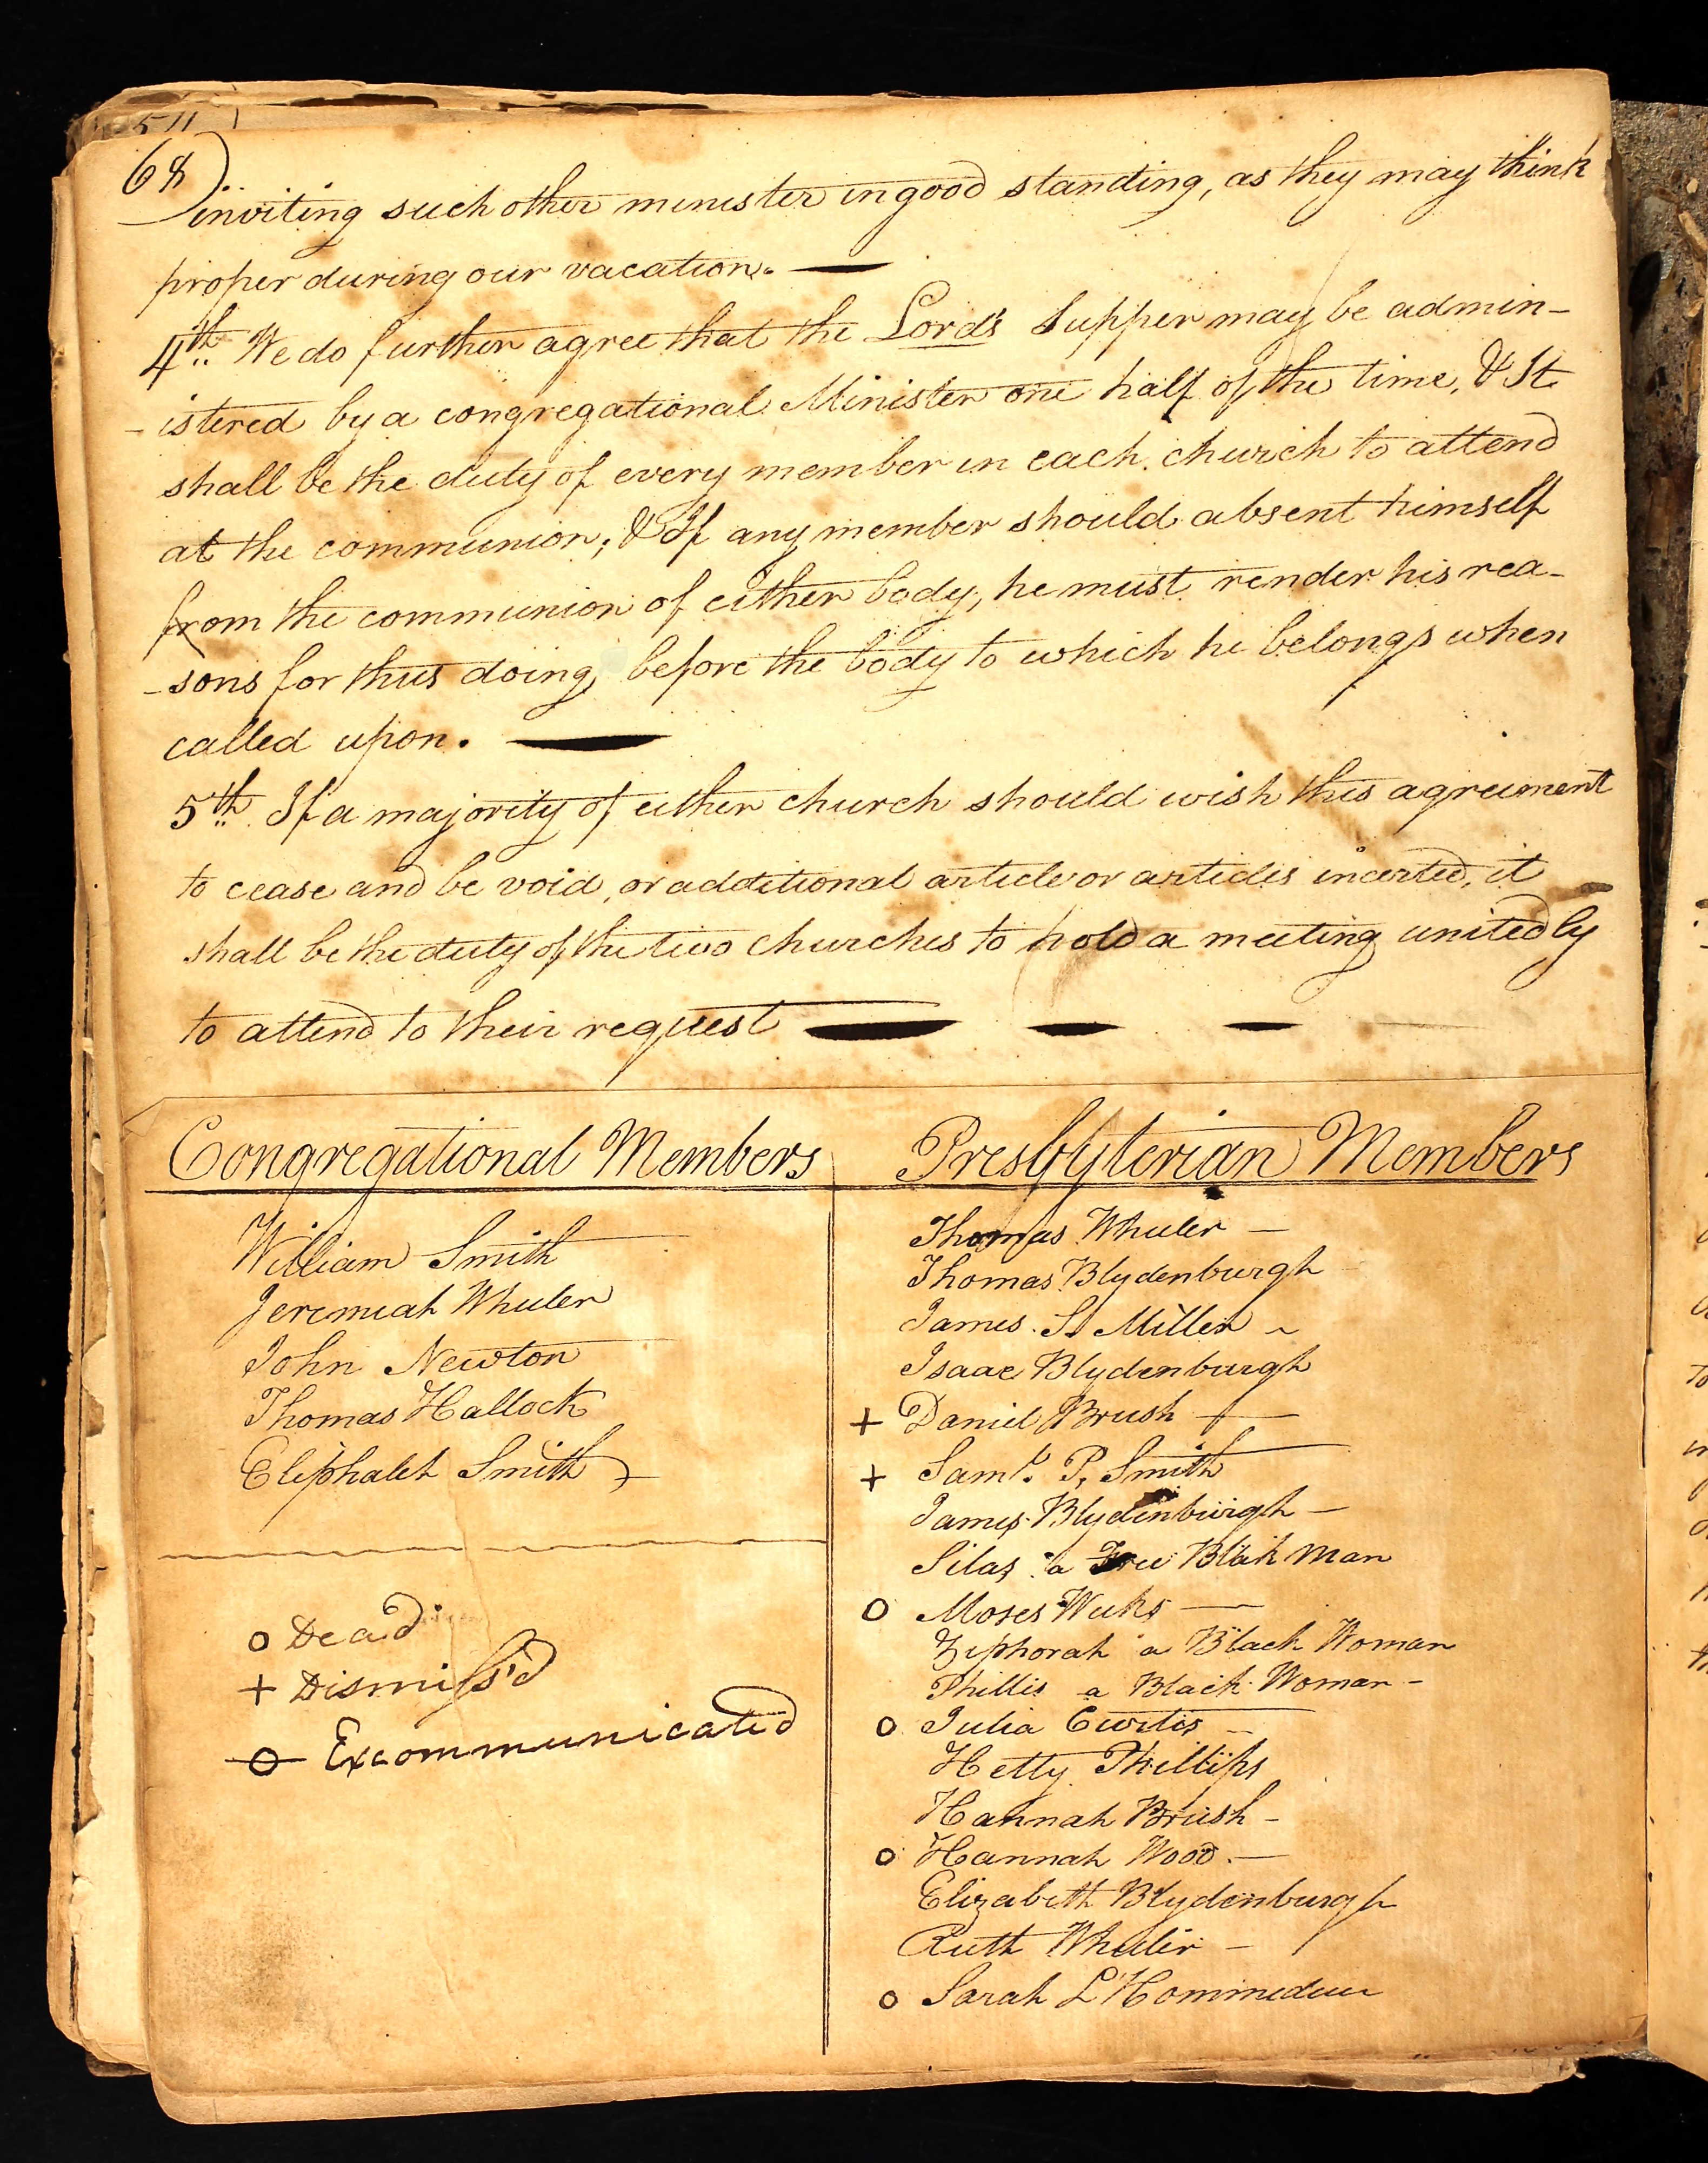 68)
inviting such other minister in good standing, as they may think
proper during our vacation.
4th.. We do further agree that the Lord's Supper may be admin-
-istered by a congregational Minister one half of the time, & It
shall be the duty of every member in each church to attend
at the communion; & If any member should absent himself
from the communion of either body, he must render his rea-
-sons for thus doing, before the body to which he belongs when
called upon.
5th.. If a majority of either church should wish this agreement
to cease and be void, or additional article or articles incerted, it
shall be the duty of the two churches to hold a meeting unitedly
to attend to their request
Congregational Members
William Smith
Jeremiah Wheeler
John Newton
Thomas Hallock
Eliphalet Smith
o Dead
+ Dismiss'd
-o- Excommunicated
Presbyterian Members
Thomas Wheeler
Thomas Blydenburgh
James S. Miller
Isaac Blydenburgh
+ Daniel Brush
+ Saml. P. Smith
James Blydenburgh
Silas a Free Blak man
o Moses Weeks
Ziphorah a Black Woman
Phillis a Black Woman
o Julia Curtis
Hetty Phillips
Hannah Brush
o Hannah Wood
Elizabeth Blydenburgh
Ruth Wheeler
o Sarah L'Hommedieu